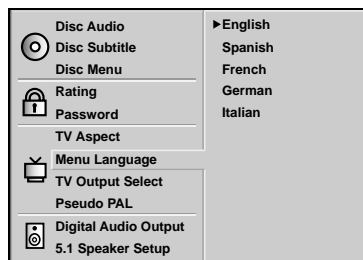 Disc Audio
Disc Subtitle
Disc Menu
Rating
Password
TV Aspect
Menu Language
TV Output Select
Pseudo PAL
Digital Audio Output
5.1 Speaker Setup
►English
Spanish
French
German
Italian